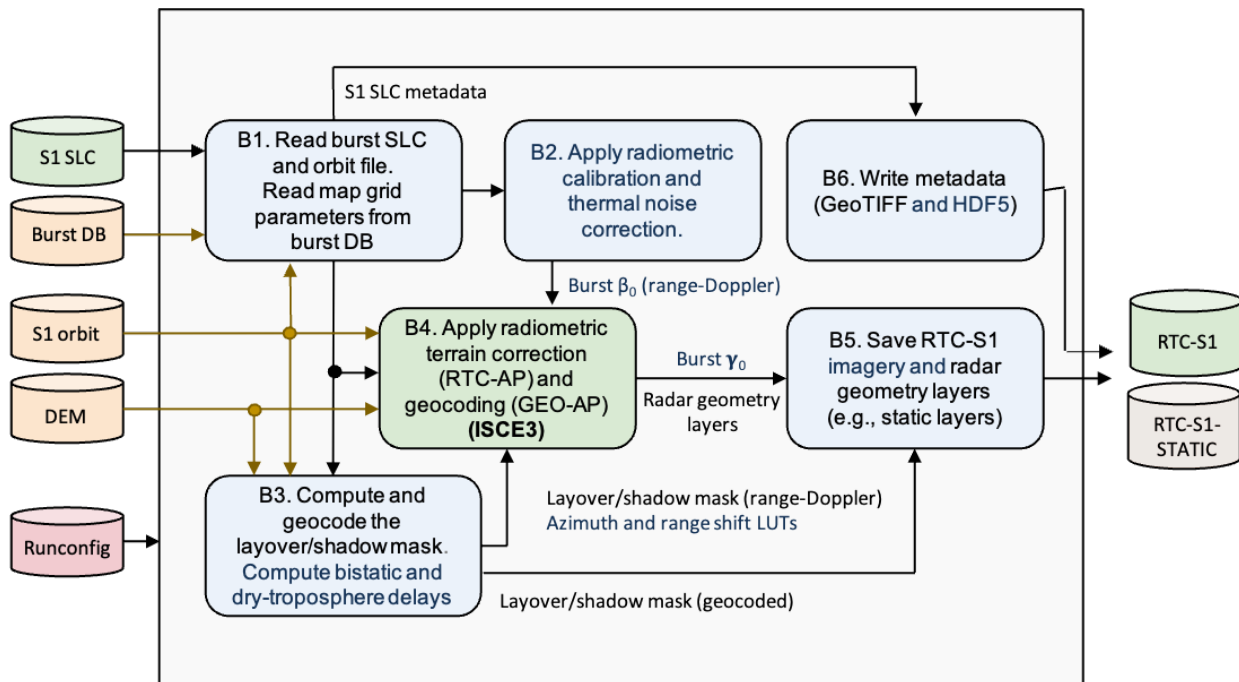 S1 SLC metadata
S1 SLC
Burst DB
S1 orbit
DEM
Runconfig
B1. Read burst SLC
and orbit file.
Read map grid
parameters from
burst DB
B2. Apply radiometric
calibration and
thermal noise
correction.
B6. Write metadata
(GeoTIFF and HDF5)
Burst β₀ (range-Doppler)
B4. Apply radiometric
terrain correction
(RTC-AP) and
geocoding (GEO-AP)
(ISCE3)
Burst γ₀
Radar geometry
layers
B5. Save RTC-S1
imagery and radar
geometry layers
(e.g., static layers)
RTC-S1
RTC-S1-
STATIC
B3. Compute and
geocode the
layover/shadow mask.
Compute bistatic and
dry-troposphere delays
Layover/shadow mask (range-Doppler)
Azimuth and range shift LUTs
Layover/shadow mask (geocoded)